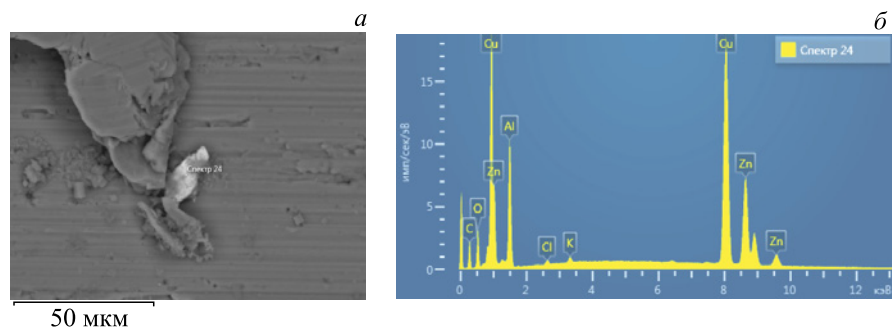 а
Спектр 24
50 мкм
б
Спектр 24
имп/сек/эВ
15
10
5
0
Cu
Zn
Al
O
C
Cl
K
Cu
Zn
Zn
0 2 4 6 8 10 12 кэВ